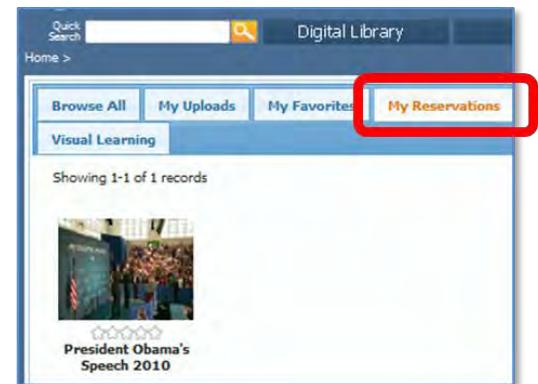 Quick
Search
Digital Library
Home >
Browse All My Uploads My Favorites My Reservations
Visual Learning
Showing 1-1 of 1 records
President Obama's
Speech 2010